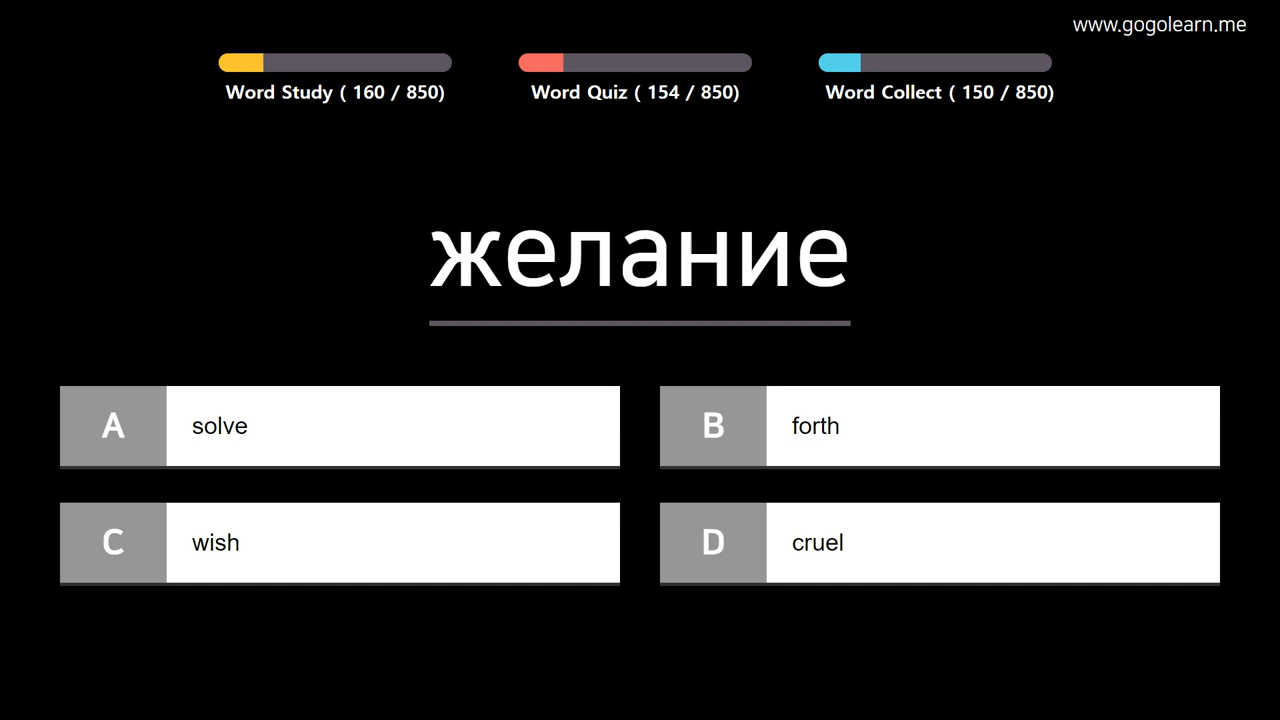 www.gogolearn.me
Word Study ( 160 / 850)
Word Quiz ( 154 / 850)
Word Collect ( 150 / 850)
желание
A solve
B forth
C wish
D cruel